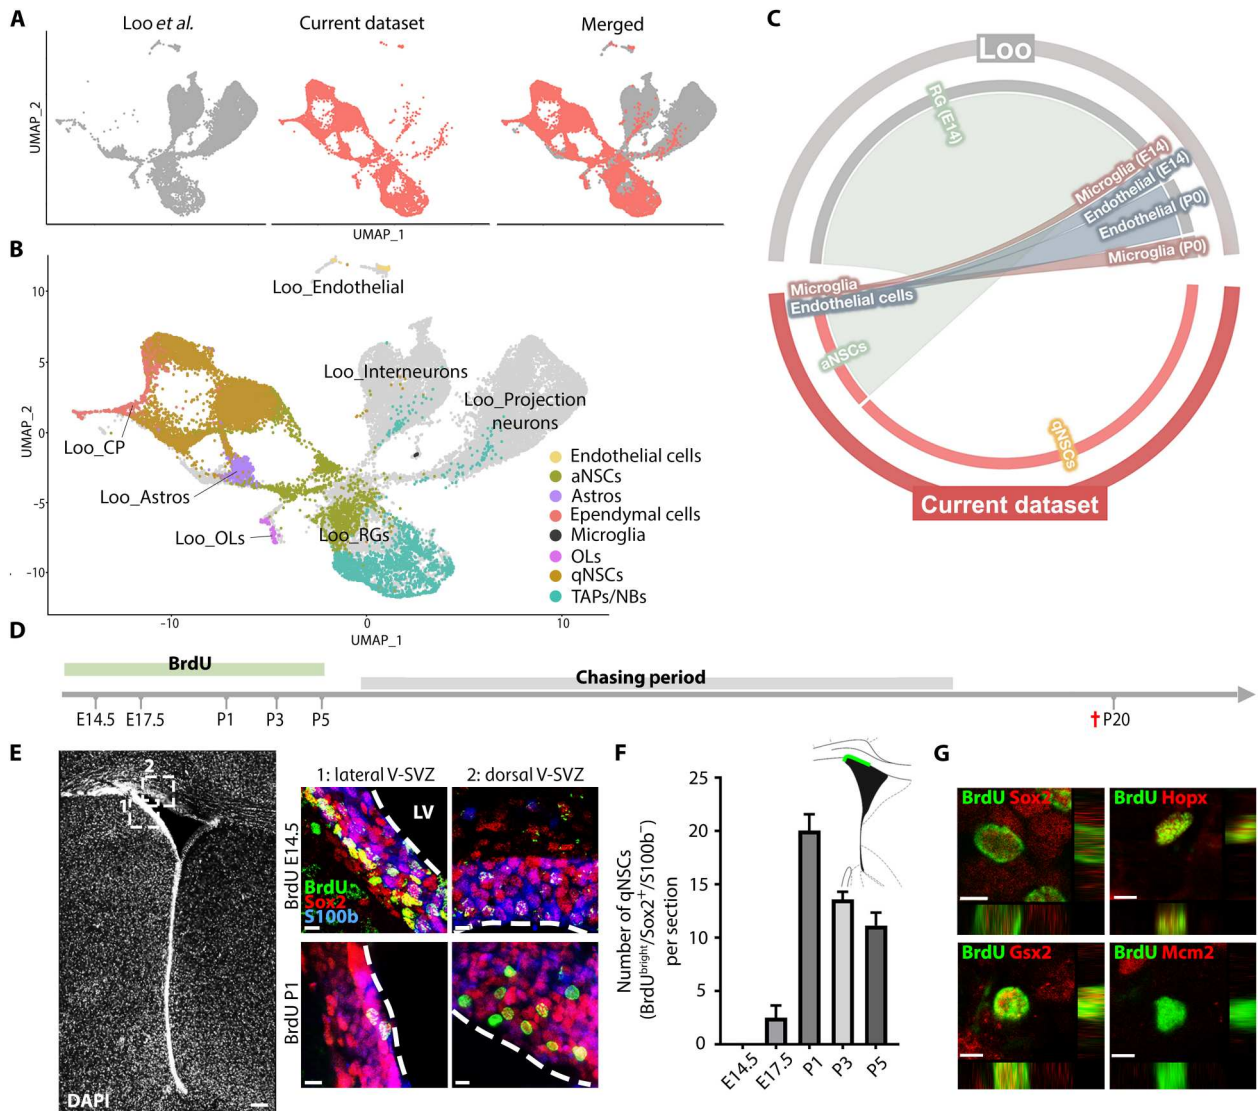 A
Loo et al.
Current dataset
Merged
UMAP_2
UMAP_1
B
Loo_Endothelial
Loo_Interneurons
Loo_Projection
neurons
Loo_CP
Loo_Astros
Loo_OLs
Loo_RGs
10
5
0
−5
−10
UMAP_2
−10
0
10
UMAP_1
Endothelial cells
aNSCs
Astros
Ependymal cells
Microglia
OLs
qNSCs
TAPs/NBs
C
Loo
RG (E14)
Microglia (E14)
Endothelial (E14)
Endothelial (P0)
Microglia (P0)
Microglia
Endothelial cells
aNSCs
qNSCs
Current dataset
D
BrdU
Chasing period
E14.5
E17.5
P1
P3
P5
†P20
E
2
1
DAPI
1: lateral V-SVZ
2: dorsal V-SVZ
BrdU E14.5
LV
BrdU
Sox2
S100b
BrdU P1
F
Number of qNSCs
(BrdUbright/Sox2+/S100b−)
per section
25
20
15
10
5
0
E14.5
E17.5
P1
P3
P5
G
BrdU Sox2
BrdU Hopx
BrdU Gsx2
BrdU Mcm2